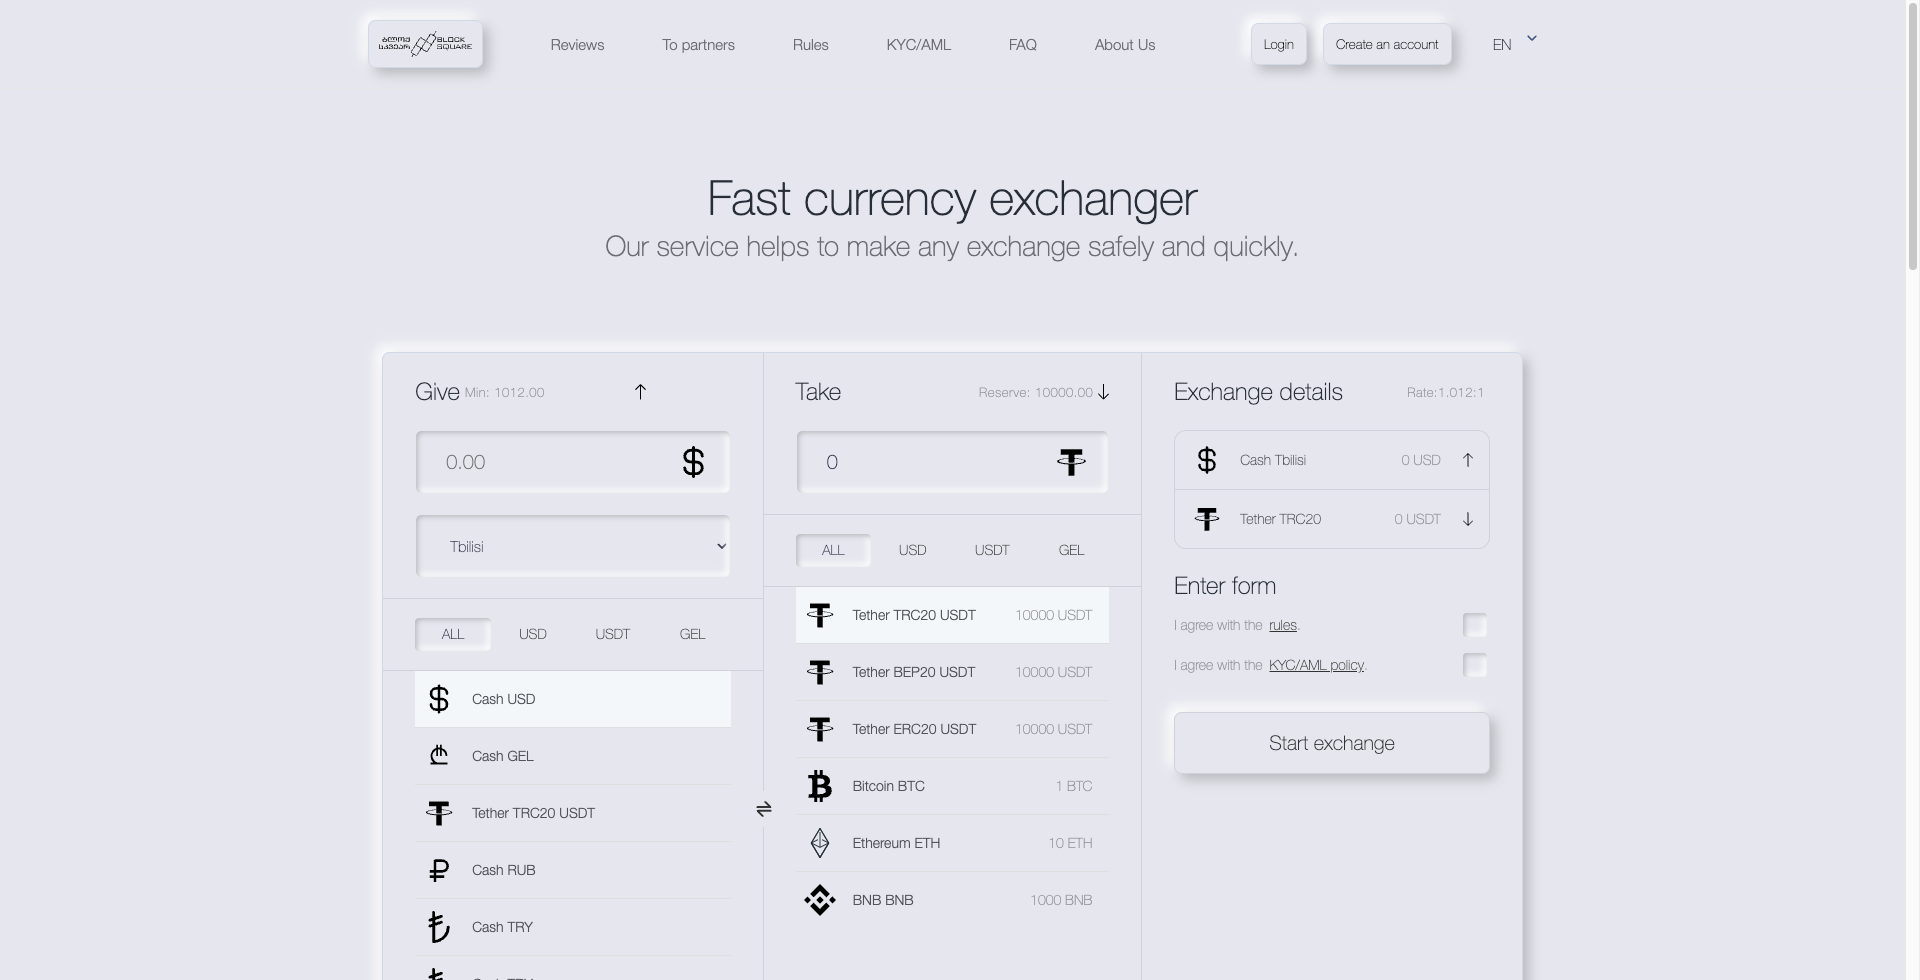 ბლოკ
სკვეარ
BLOCK
SQUARE
Reviews
To partners
Rules
KYC/AML
FAQ
About Us
Login
Create an account
EN
Fast currency exchanger
Our service helps to make any exchange safely and quickly.
Give Min: 1012.00
0.00
Tbilisi
ALL USD USDT GEL
Cash USD
Cash GEL
Tether TRC20 USDT
Cash RUB
Cash TRY
Take Reserve: 10000.00
0
ALL USD USDT GEL
Tether TRC20 USDT 10000 USDT
Tether BEP20 USDT 10000 USDT
Tether ERC20 USDT 10000 USDT
Bitcoin BTC 1 BTC
Ethereum ETH 10 ETH
BNB BNB 1000 BNB
Exchange details Rate:1.012:1
Cash Tbilisi 0 USD
Tether TRC20 0 USDT
Enter form
I agree with the rules.
I agree with the KYC/AML policy.
Start exchange